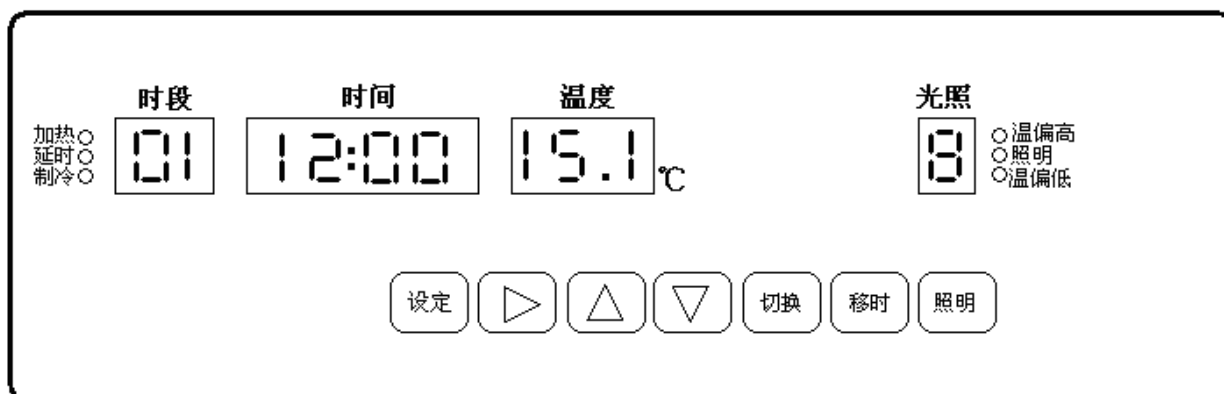 时段 时间 温度 光照
加热
延时
制冷
01 12:00 15.1 ℃ 8
温偏高
照明
温偏低
设定 切换 移时 照明